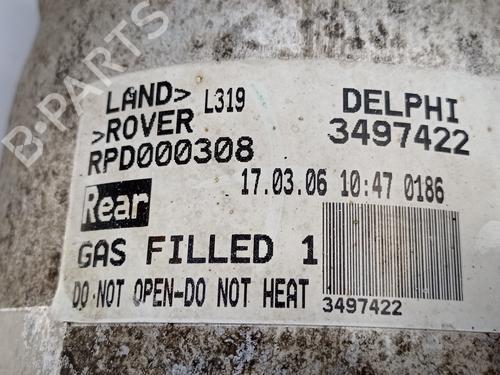 B-PARTS
LAND> L319
>ROVER
RPD000308
DELPHI
3497422
17.03.06 10:47 0186
Rear
GAS FILLED 1
DO NOT OPEN-DO NOT HEAT
3497422